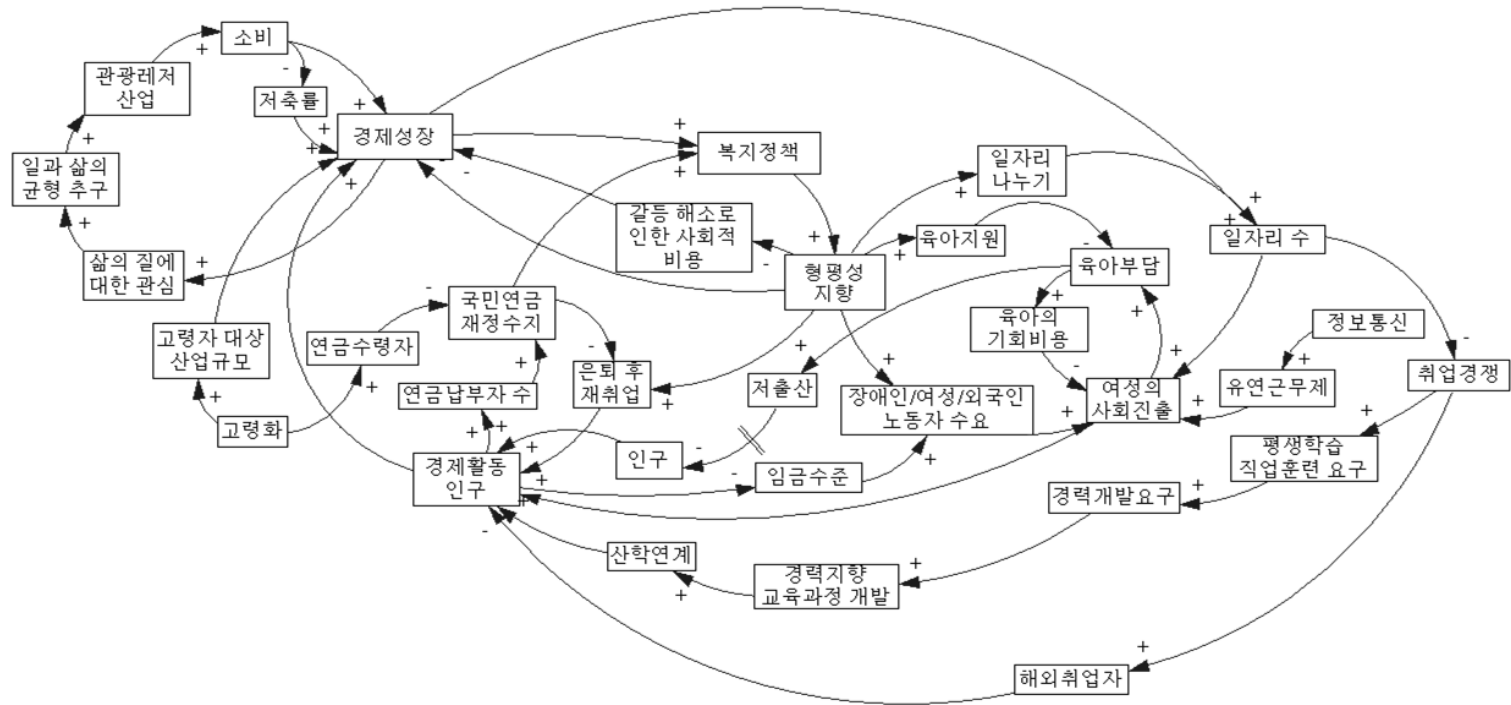 소비
관광레저
산업
저축률
경제성장
복지정책
일자리
나누기
일과 삶의
균형 추구
갈등 해소로
인한 사회적
비용
육아지원
일자리 수
삶의 질에
대한 관심
형평성
지향
육아부담
국민연금
재정수지
고령자 대상
산업규모
연금수령자
육아의
기회비용
정보통신
은퇴 후
재취업
저출산
연금납부자 수
장애인/여성/외국인
노동자 수요
여성의
사회진출
유연근무제
취업경쟁
고령화
경제활동
인구
인구
임금수준
평생학습
직업훈련 요구
경력개발요구
산학연계
경력지향
교육과정 개발
해외취업자